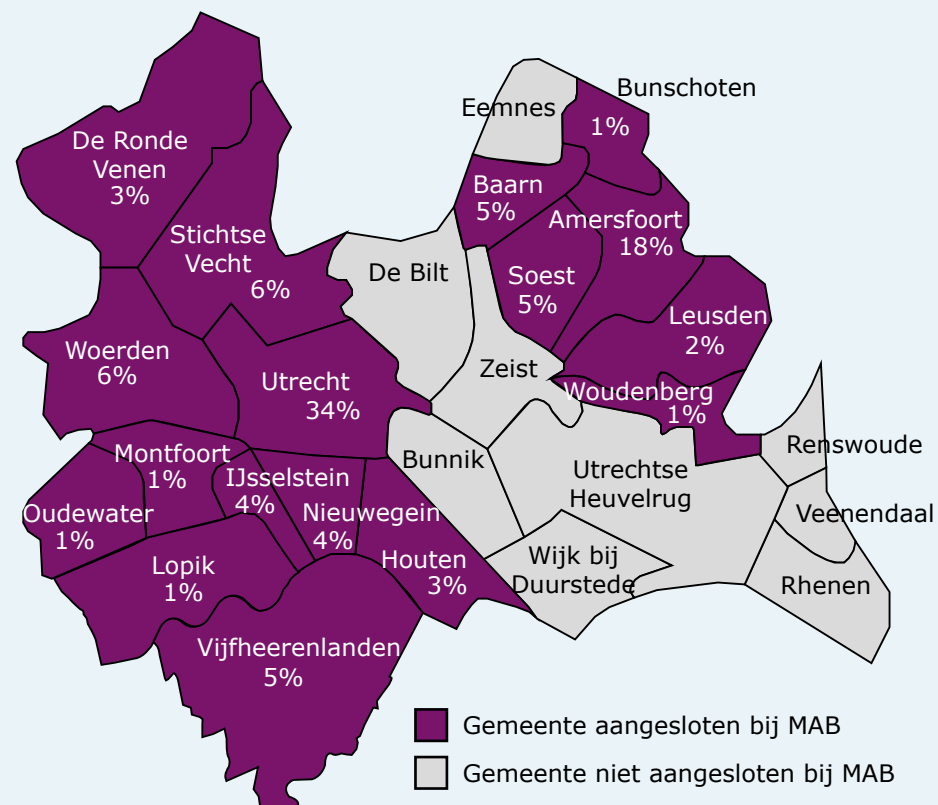 Eemnes
Bunschoten
1%
De Ronde
Venen
3%
Baarn
5%
Amersfoort
18%
Stichtse
Vecht
6%
De Bilt
Soest
5%
Leusden
2%
Woerden
6%
Utrecht
34%
Zeist
Woudenberg
1%
Renswoude
Montfoort
1%
IJsselstein
4%
Bunnik
Utrechtse
Heuvelrug
Oudewater
1%
Nieuwegein
4%
Veenendaal
Lopik
1%
Houten
3%
Wijk bij
Duurstede
Rhenen
Vijfheerenlanden
5%
Gemeente aangesloten bij MAB
Gemeente niet aangesloten bij MAB